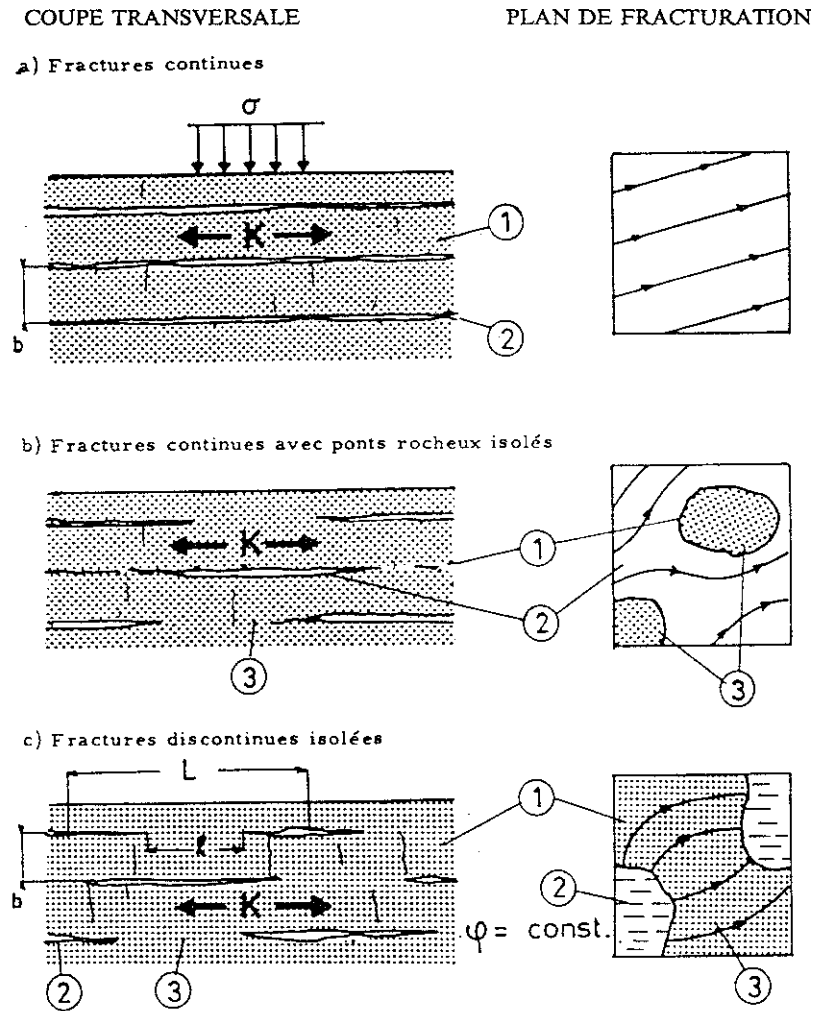 COUPE TRANSVERSALE
PLAN DE FRACTURATION
a) Fractures continues
σ
K
1
b
2
b) Fractures continues avec ponts rocheux isolés
K
1
2
3
3
c) Fractures discontinues isolées
L
1
ℓ
b
K
2
φ = const.
2
3
3